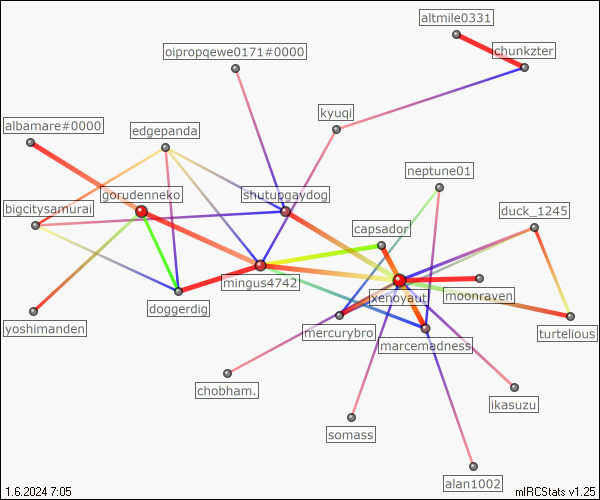 altmile0331
chunkzter
oipropqewe0171#0000
kyuqi
albamare#0000
edgepanda
neptune01
gorudenneko
shutupgaydog
bigcitysamurai
duck_1245
capsador
mingus4742
xenoyaut
moonraven
doggerdig
yoshimanden
mercurybro
turtelious
marcemadness
chobham.
ikasuzu
somass
alan1002
1.6.2024 7:05
mIRCStats v1.25